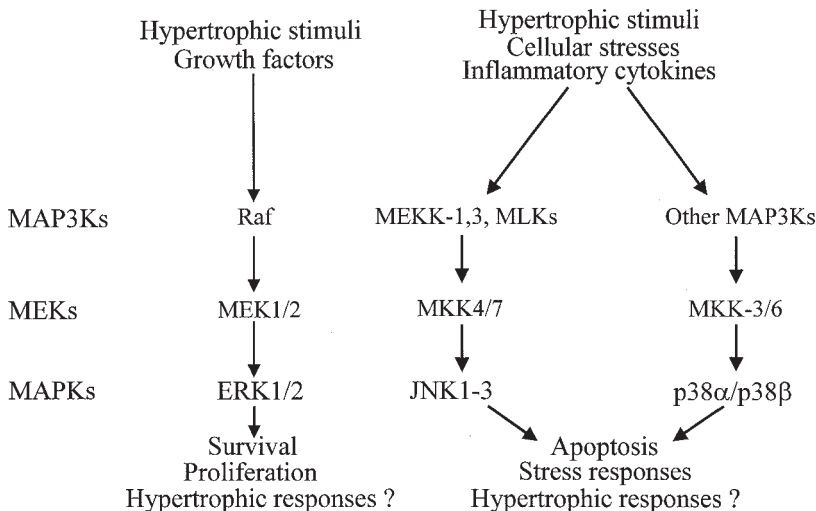 Hypertrophic stimuli
Growth factors
Hypertrophic stimuli
Cellular stresses
Inflammatory cytokines
MAP3Ks Raf MEKK-1,3, MLKs Other MAP3Ks
MEKs MEK1/2 MKK4/7 MKK-3/6
MAPKs ERK1/2 JNK1-3 p38α/p38β
Survival
Proliferation
Hypertrophic responses ?
Apoptosis
Stress responses
Hypertrophic responses ?